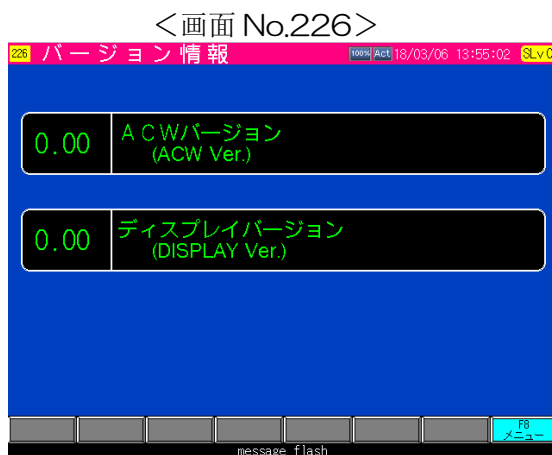 ＜画面 No.226＞
226 バージョン情報 100% Act 18/03/06 13:55:02 SLv0
0.00 ＡＣＷバージョン
(ACW Ver.)
0.00 ディスプレイバージョン
(DISPLAY Ver.)
F8
メニュー
message flash